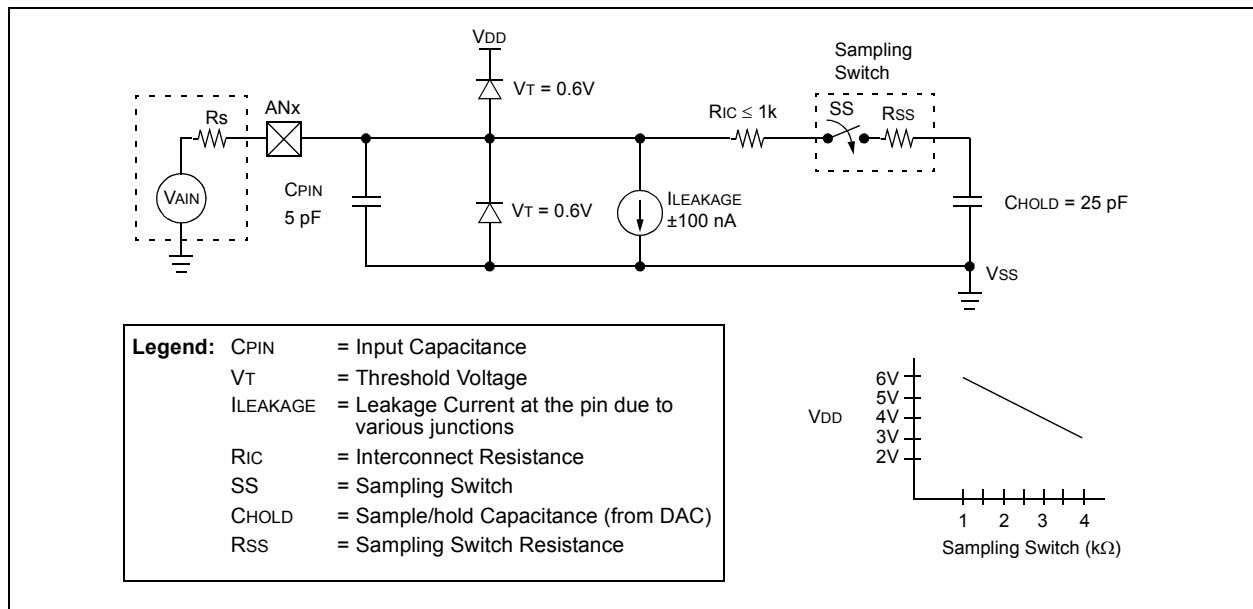 VDD
Sampling
Switch
VT = 0.6V
ANx
RIC ≤ 1k
SS
RSS
Rs
VAIN
CPIN
5 pF
VT = 0.6V
ILEAKAGE
±100 nA
CHOLD = 25 pF
VSS
Legend: CPIN = Input Capacitance
VT = Threshold Voltage
ILEAKAGE = Leakage Current at the pin due to
various junctions
RIC = Interconnect Resistance
SS = Sampling Switch
CHOLD = Sample/hold Capacitance (from DAC)
RSS = Sampling Switch Resistance
6V
5V
VDD
4V
3V
2V
1 2 3 4
Sampling Switch (kΩ)